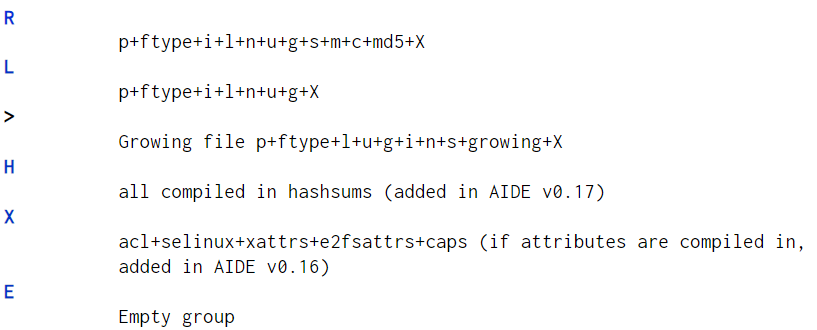 R
p+ftype+i+l+n+u+g+s+m+c+md5+X
L
p+ftype+i+l+n+u+g+X
>
Growing file p+ftype+l+u+g+i+n+s+growing+X
H
all compiled in hashsums (added in AIDE v0.17)
X
acl+selinux+xattrs+e2fsattrs+caps (if attributes are compiled in,
added in AIDE v0.16)
E
Empty group